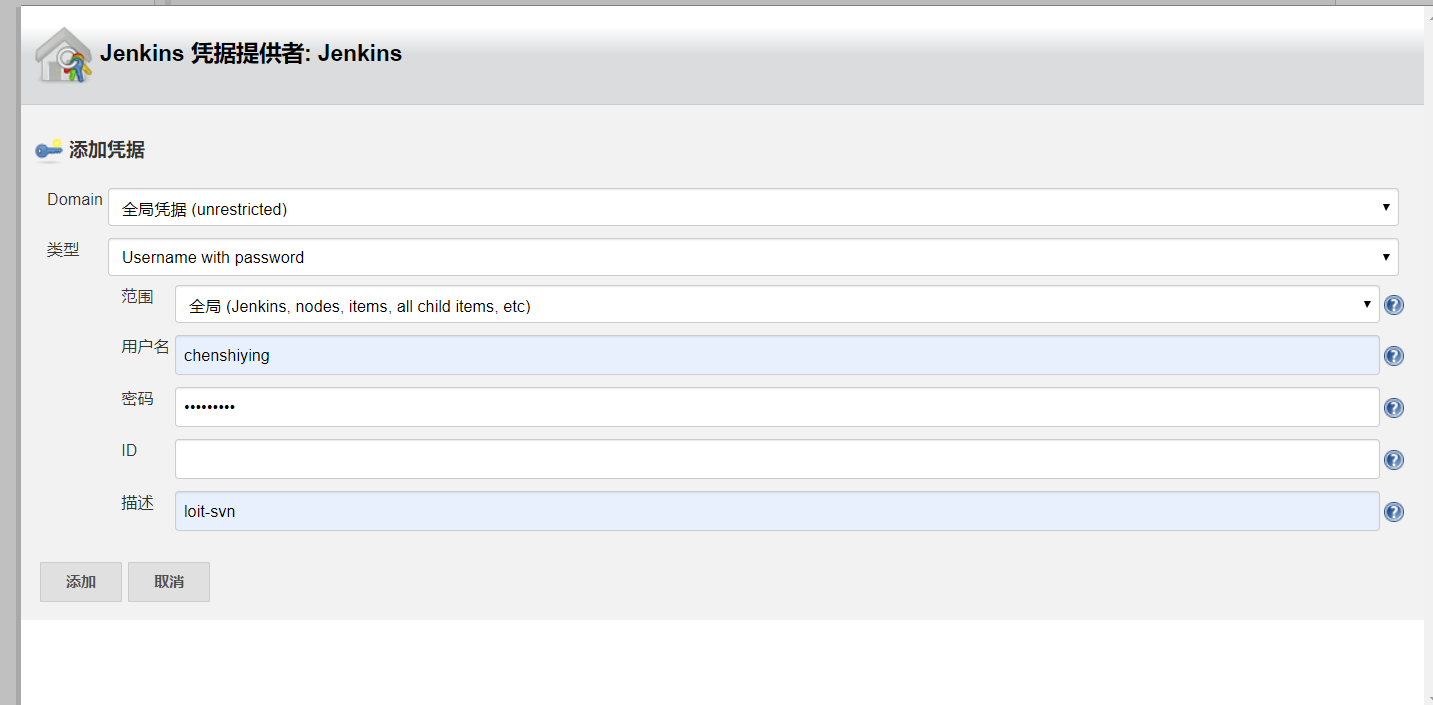 Jenkins 凭据提供者: Jenkins
添加凭据
Domain 全局凭据 (unrestricted)
类型 Username with password
范围 全局 (Jenkins, nodes, items, all child items, etc)
用户名 chenshiying
密码 •••••••••
ID
描述 loit-svn
添加 取消